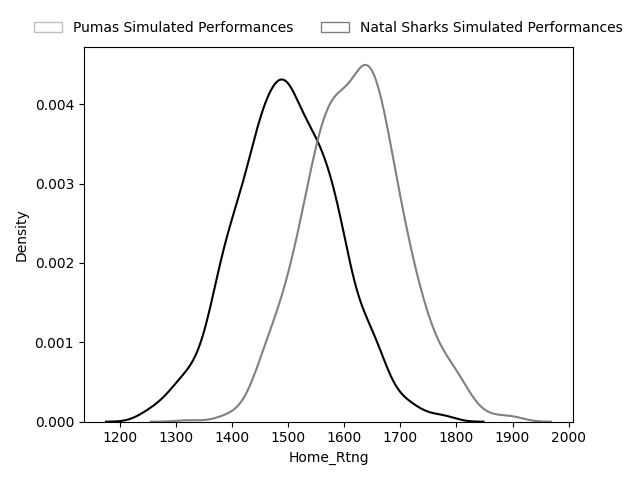 Pumas Simulated Performances Natal Sharks Simulated Performances
0.004
0.003
0.002
0.001
0.000
Density
1200 1300 1400 1500 1600 1700 1800 1900 2000
Home_Rtng